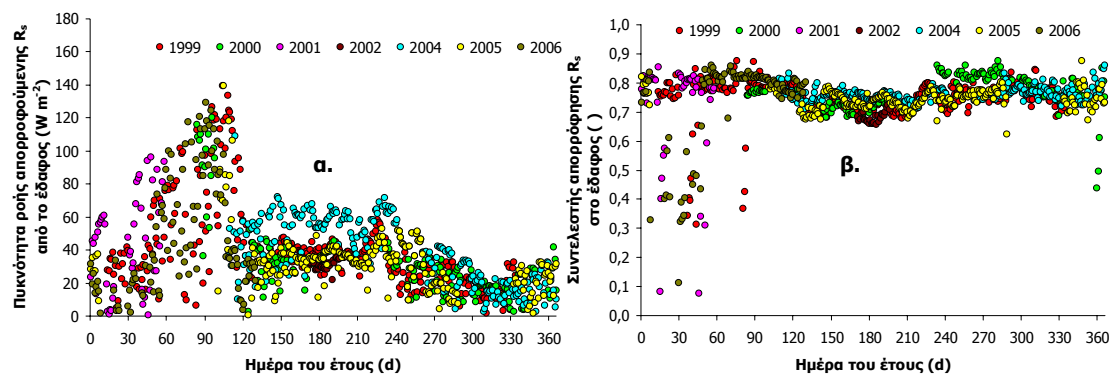 Πυκνότητα ροής απορροφούμενης Rs
από το έδαφος (W m-2)
180
160
140
120
100
80
60
40
20
0
1999 2000 2001 2002 2004 2005 2006
α.
0 30 60 90 120 150 180 210 240 270 300 330 360
Ημέρα του έτους (d)
Συντελεστής απορρόφησης Rs
στο έδαφος ( )
1,0
0,9
0,8
0,7
0,6
0,5
0,4
0,3
0,2
0,1
0,0
1999 2000 2001 2002 2004 2005 2006
β.
0 30 60 90 120 150 180 210 240 270 300 330 360
Ημέρα του έτους (d)